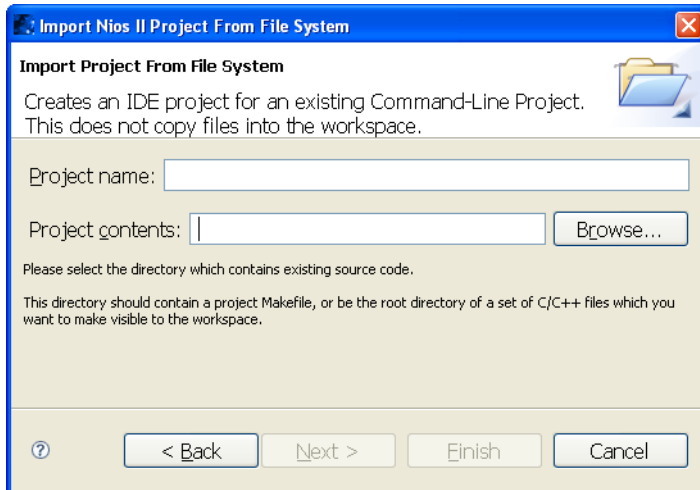 Import Nios II Project From File System
Import Project From File System
Creates an IDE project for an existing Command-Line Project.
This does not copy files into the workspace.
Project name:
Project contents:
Browse...
Please select the directory which contains existing source code.
This directory should contain a project Makefile, or be the root directory of a set of C/C++ files which you
want to make visible to the workspace.
? < Back Next > Finish Cancel